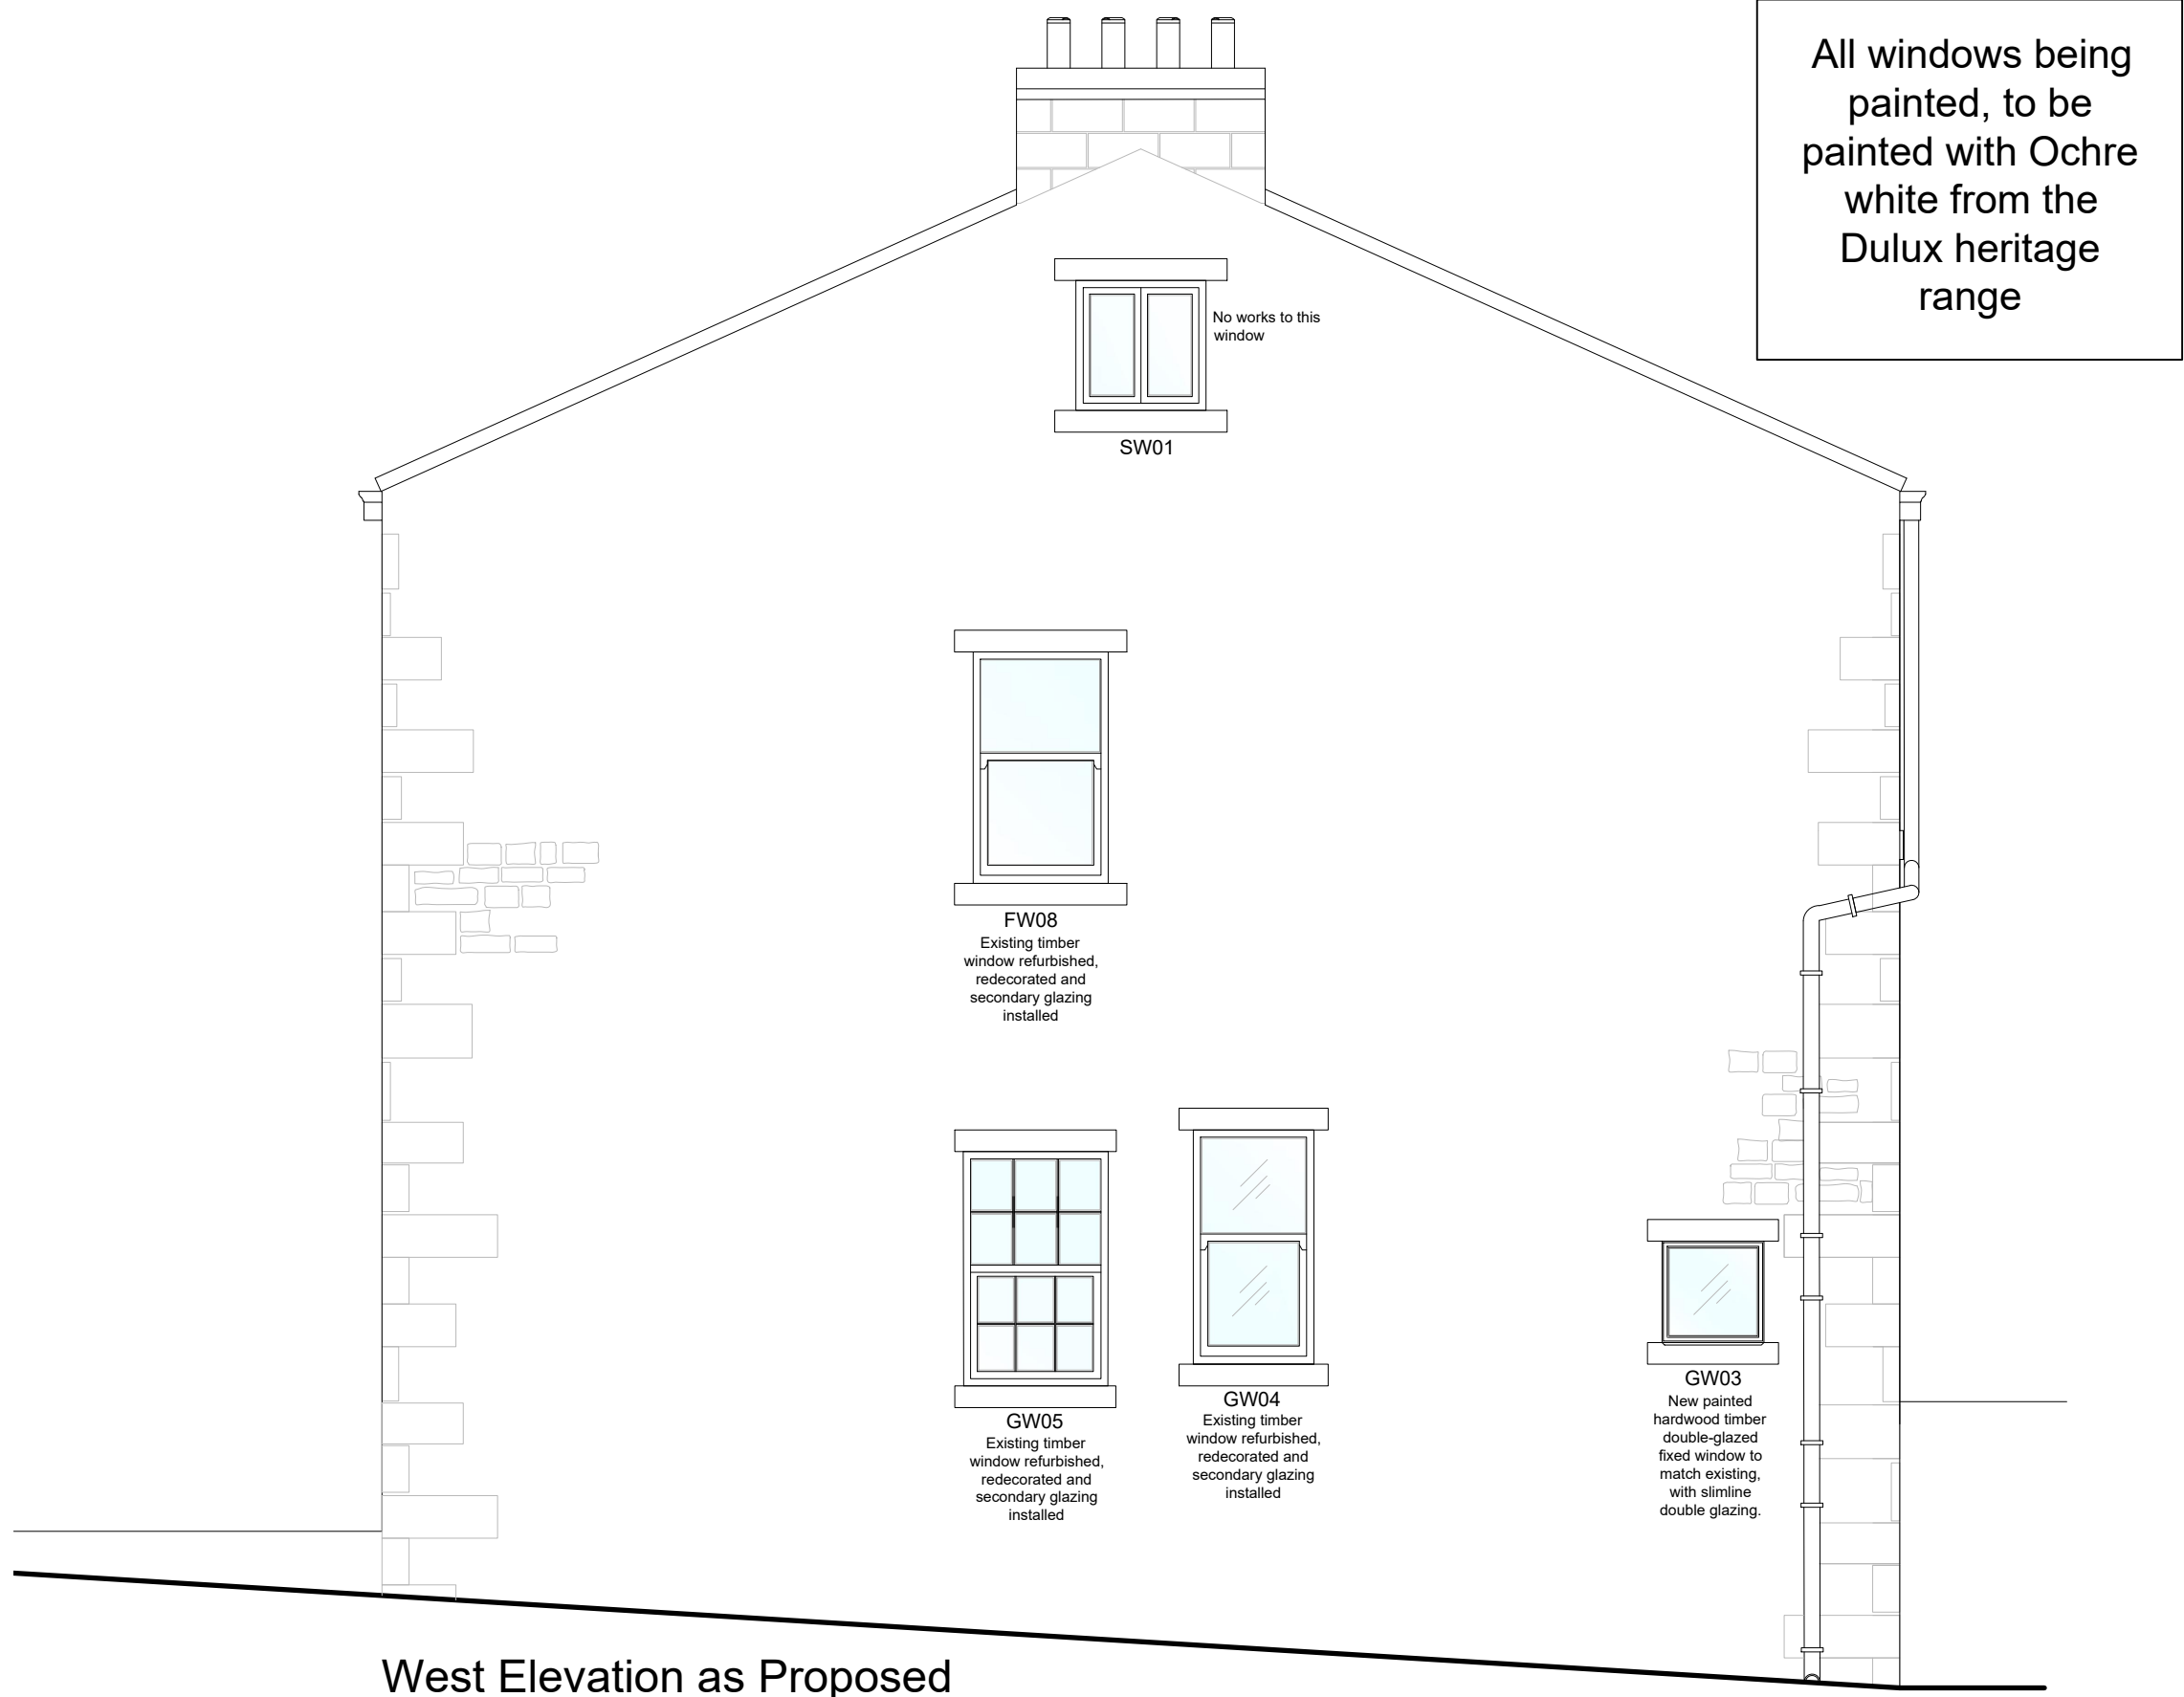 All windows being
painted, to be
painted with Ochre
white from the
Dulux heritage
range
No works to this
window
SW01
FW08
Existing timber
window refurbished,
redecorated and
secondary glazing
installed
GW05
Existing timber
window refurbished,
redecorated and
secondary glazing
installed
GW04
Existing timber
window refurbished,
redecorated and
secondary glazing
installed
GW03
New painted
hardwood timber
double-glazed
fixed window to
match existing,
with slimline
double glazing.
West Elevation as Proposed